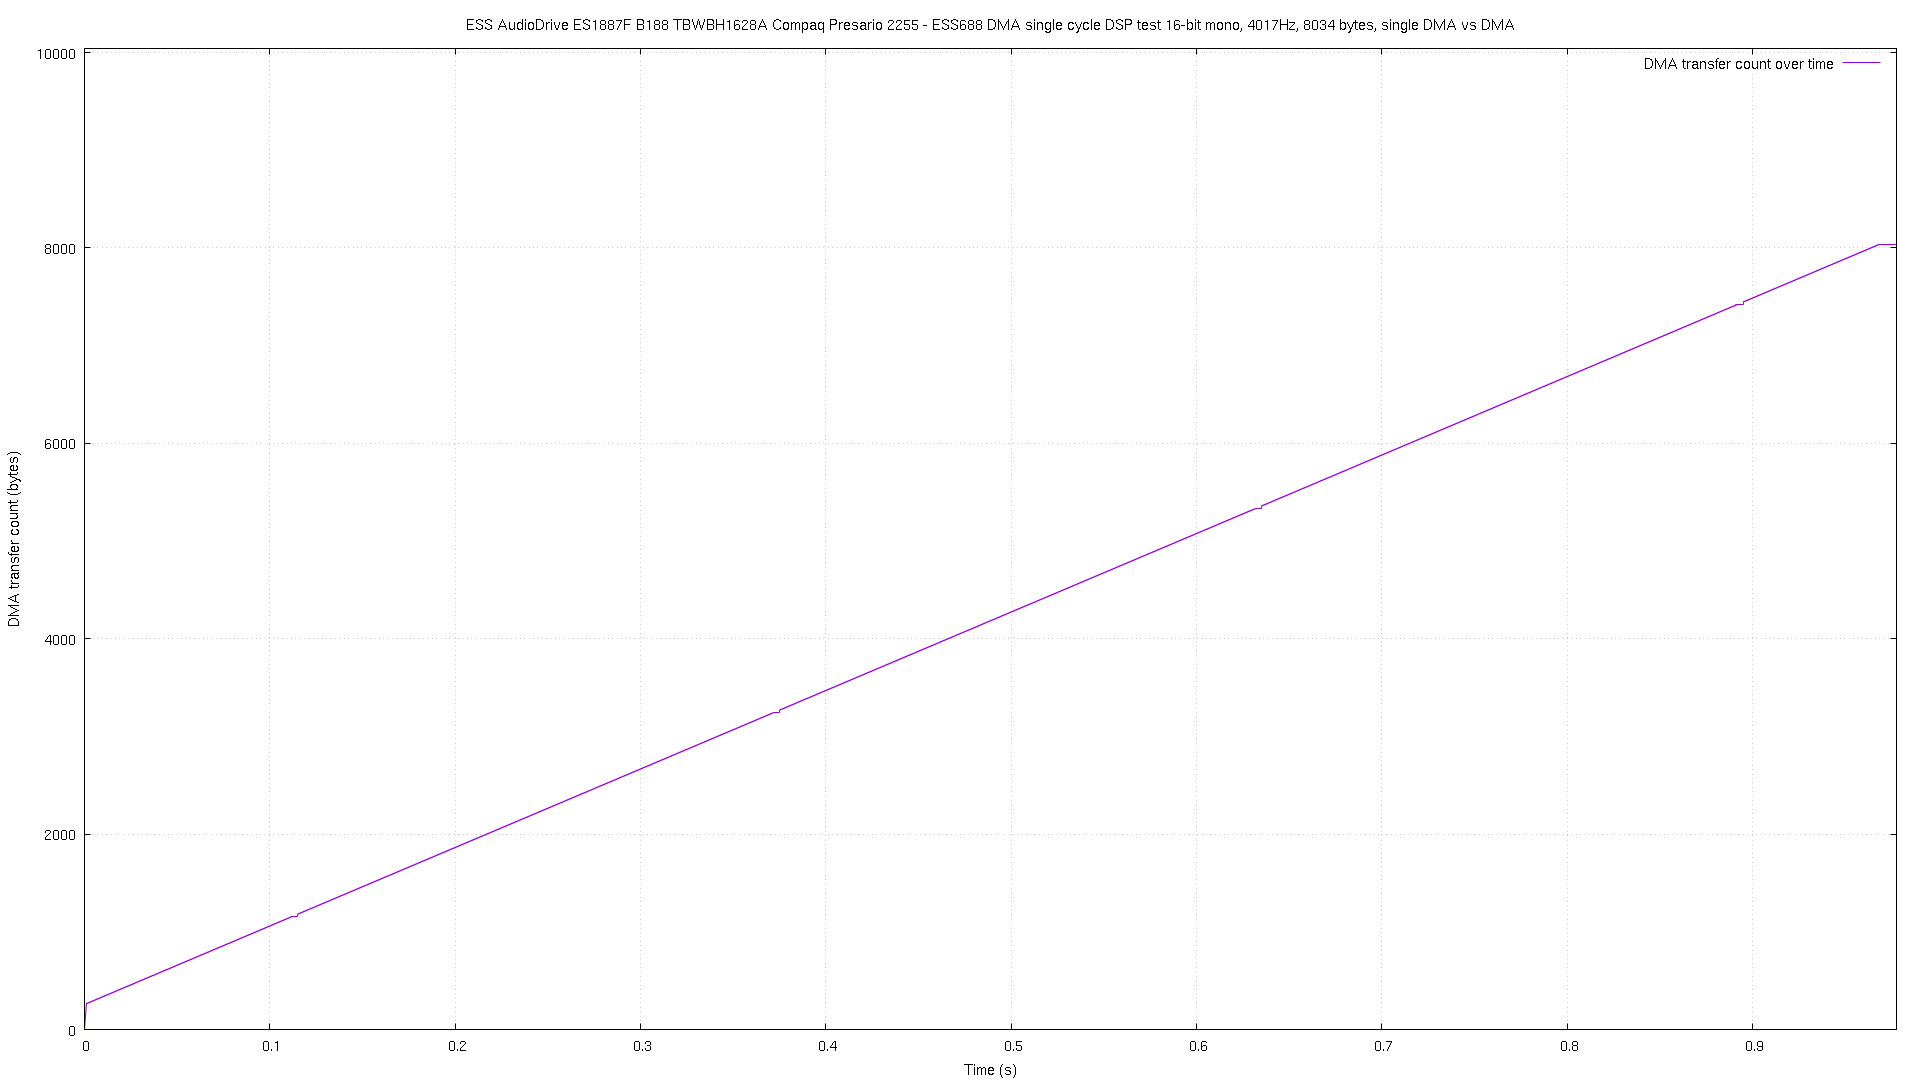 ESS AudioDrive ES1887F B188 TBWBH1628A Compaq Presario 2255 - ESS688 DMA single cycle DSP test 16-bit mono, 4017Hz, 8034 bytes, single DMA vs DMA
DMA transfer count over time
10000
8000
6000
4000
2000
0
DMA transfer count (bytes)
0 0.1 0.2 0.3 0.4 0.5 0.6 0.7 0.8 0.9
Time (s)